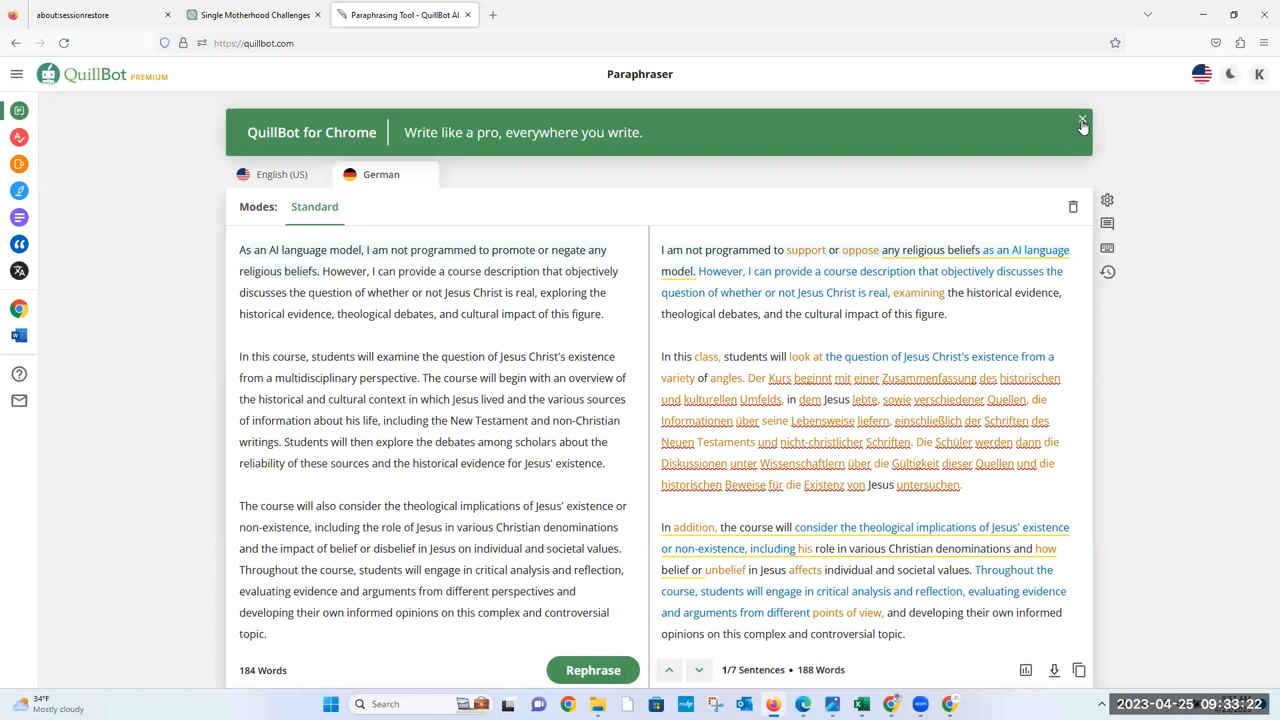 about:sessionrestore
Single Motherhood Challenges
Paraphrasing Tool - QuillBot AI
https://quillbot.com
QuillBot PREMIUM
Paraphraser
K
QuillBot for Chrome
Write like a pro, everywhere you write.
English (US)
German
Modes: Standard
As an AI language model, I am not programmed to promote or negate any
religious beliefs. However, I can provide a course description that objectively
discusses the question of whether or not Jesus Christ is real, exploring the
historical evidence, theological debates, and cultural impact of this figure.
In this course, students will examine the question of Jesus Christ's existence
from a multidisciplinary perspective. The course will begin with an overview of
the historical and cultural context in which Jesus lived and the various sources
of information about his life, including the New Testament and non-Christian
writings. Students will then explore the debates among scholars about the
reliability of these sources and the historical evidence for Jesus' existence.
The course will also consider the theological implications of Jesus' existence or
non-existence, including the role of Jesus in various Christian denominations
and the impact of belief or disbelief in Jesus on individual and societal values.
Throughout the course, students will engage in critical analysis and reflection,
evaluating evidence and arguments from different perspectives and
developing their own informed opinions on this complex and controversial
topic.
184 Words
Rephrase
I am not programmed to support or oppose any religious beliefs as an AI language
model. However, I can provide a course description that objectively discusses the
question of whether or not Jesus Christ is real, examining the historical evidence,
theological debates, and the cultural impact of this figure.
In this class, students will look at the question of Jesus Christ's existence from a
variety of angles. Der Kurs beginnt mit einer Zusammenfassung des historischen
und kulturellen Umfelds, in dem Jesus lebte, sowie verschiedener Quellen, die
Informationen über seine Lebensweise liefern, einschließlich der Schriften des
Neuen Testaments und nicht-christlicher Schriften. Die Schüler werden dann die
Diskussionen unter Wissenschaftlern über die Gültigkeit dieser Quellen und die
historischen Beweise für die Existenz von Jesus untersuchen.
In addition, the course will consider the theological implications of Jesus' existence
or non-existence, including his role in various Christian denominations and how
belief or unbelief in Jesus affects individual and societal values. Throughout the
course, students will engage in critical analysis and reflection, evaluating evidence
and arguments from different points of view, and developing their own informed
opinions on this complex and controversial topic.
1/7 Sentences • 188 Words
34°F
Mostly cloudy
Search
2023-04-25 09:33:22